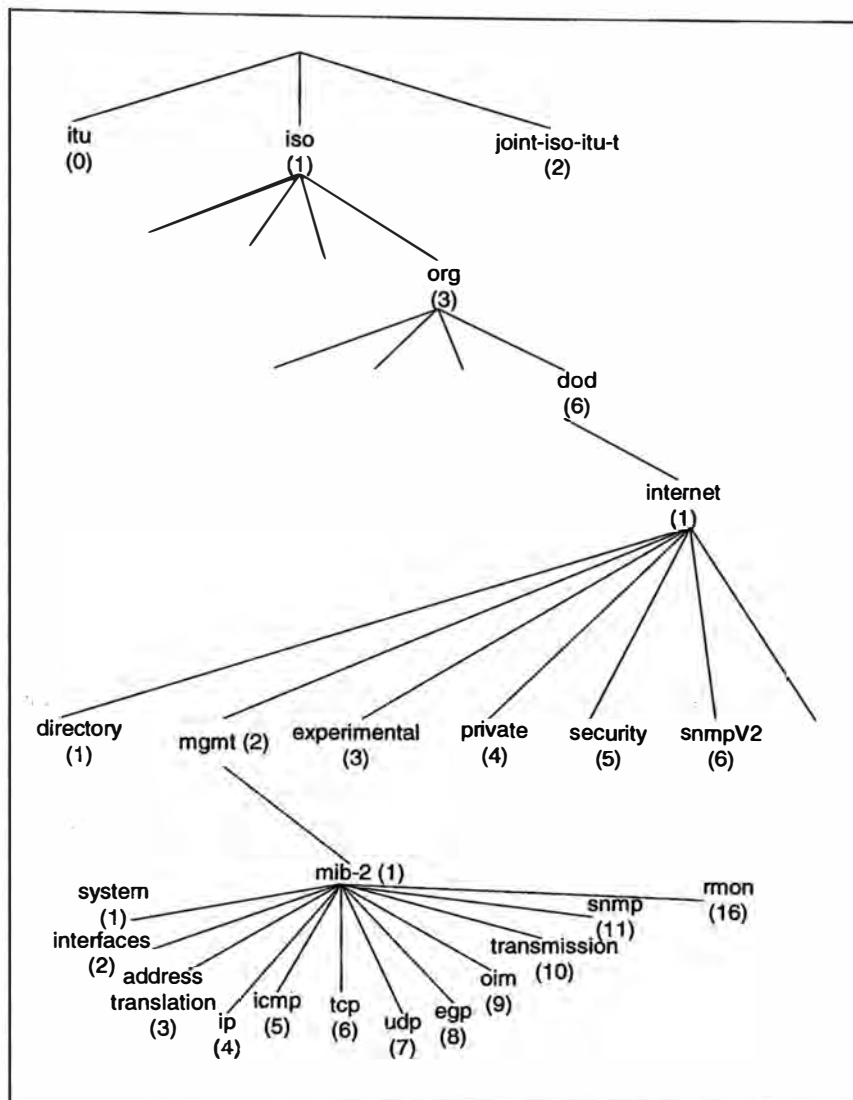 itu
(0)
iso
(1)
joint-iso-itu-t
(2)
org
(3)
dod
(6)
internet
(1)
directory
(1)
mgmt (2)
experimental
(3)
private
(4)
security
(5)
snmpV2
(6)
mib-2 (1)
system
(1)
interfaces
(2)
address
translation
(3)
ip
(4)
icmp
(5)
tcp
(6)
udp
(7)
egp
(8)
oim
(9)
transmission
(10)
snmp
(11)
rmon
(16)